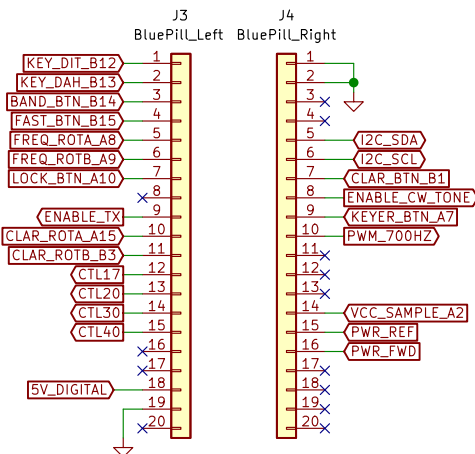 J3
BluePill_Left
KEY_DIT_B12 1
KEY_DAH_B13 2
BAND_BTN_B14 3
FAST_BTN_B15 4
FREQ_ROTA_A8 5
FREQ_ROTB_A9 6
LOCK_BTN_A10 7
8
ENABLE_TX 9
CLAR_ROTA_A15 10
CLAR_ROTB_B3 11
CTL17 12
CTL20 13
CTL30 14
CTL40 15
16
17
5V_DIGITAL 18
19
20
J4
BluePill_Right
1
2
3
4
5 I2C_SDA
6 I2C_SCL
7 CLAR_BTN_B1
8 ENABLE_CW_TONE
9 KEYER_BTN_A7
10 PWM_700HZ
11
12
13
14 VCC_SAMPLE_A2
15 PWR_REF
16 PWR_FWD
17
18
19
20